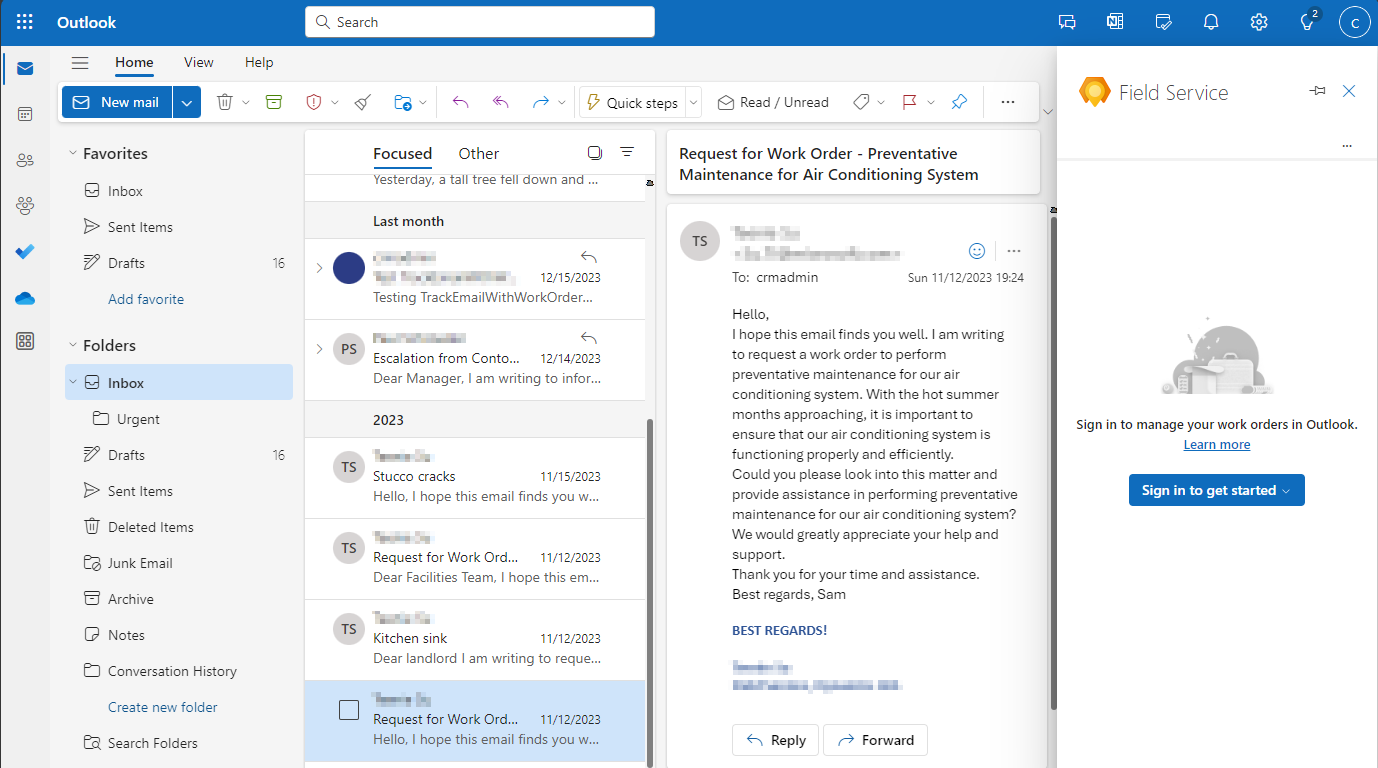 Outlook
Search
2
C
Home View Help
New mail
Quick steps
Read / Unread
Favorites
Inbox
Sent Items
Drafts 16
Add favorite
Folders
Inbox
Urgent
Drafts 16
Sent Items
Deleted Items
Junk Email
Archive
Notes
Conversation History
Create new folder
Search Folders
Focused Other
Yesterday, a tall tree fell down and ...
Last month
12/15/2023
Testing TrackEmailWithWorkOrder...
PS
Escalation from Conto... 12/14/2023
Dear Manager, I am writing to infor...
2023
TS
Stucco cracks 11/15/2023
Hello, I hope this email finds you w...
TS
Request for Work Ord... 11/12/2023
Dear Facilities Team, I hope this em...
TS
Kitchen sink 11/12/2023
Dear landlord I am writing to reque...
Request for Work Ord... 11/12/2023
Hello, I hope this email finds you w...
Request for Work Order - Preventative
Maintenance for Air Conditioning System
TS
To: crmadmin Sun 11/12/2023 19:24
Hello,
I hope this email finds you well. I am writing
to request a work order to perform
preventative maintenance for our air
conditioning system. With the hot summer
months approaching, it is important to
ensure that our air conditioning system is
functioning properly and efficiently.
Could you please look into this matter and
provide assistance in performing preventative
maintenance for our air conditioning system?
We would greatly appreciate your help and
support.
Thank you for your time and assistance.
Best regards, Sam
BEST REGARDS!
Reply
Forward
Field Service
Sign in to manage your work orders in Outlook.
Learn more
Sign in to get started